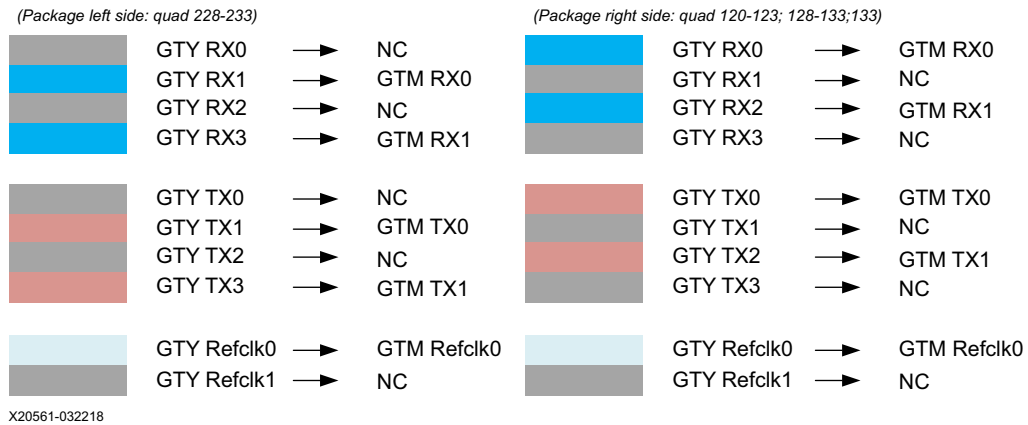 (Package left side: quad 228-233)
GTY RX0 NC
GTY RX1 GTM RX0
GTY RX2 NC
GTY RX3 GTM RX1
GTY TX0 NC
GTY TX1 GTM TX0
GTY TX2 NC
GTY TX3 GTM TX1
GTY Refclk0 GTM Refclk0
GTY Refclk1 NC
(Package right side: quad 120-123; 128-133;133)
GTY RX0 GTM RX0
GTY RX1 NC
GTY RX2 GTM RX1
GTY RX3 NC
GTY TX0 GTM TX0
GTY TX1 NC
GTY TX2 GTM TX1
GTY TX3 NC
GTY Refclk0 GTM Refclk0
GTY Refclk1 NC
X20561-032218